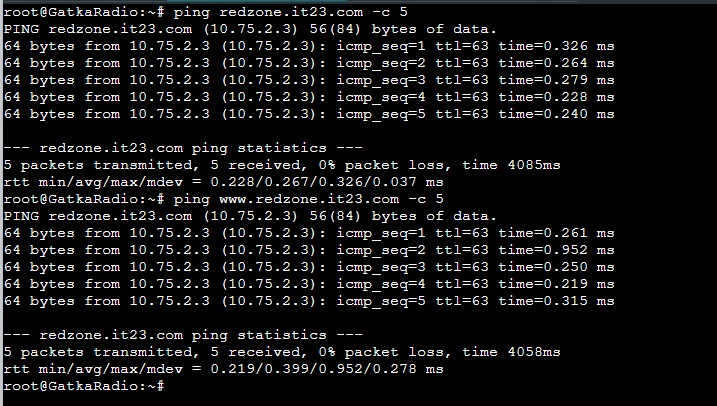 root@GatkaRadio:~# ping redzone.it23.com -c 5
PING redzone.it23.com (10.75.2.3) 56(84) bytes of data.
64 bytes from 10.75.2.3 (10.75.2.3): icmp_seq=1 ttl=63 time=0.326 ms
64 bytes from 10.75.2.3 (10.75.2.3): icmp_seq=2 ttl=63 time=0.264 ms
64 bytes from 10.75.2.3 (10.75.2.3): icmp_seq=3 ttl=63 time=0.279 ms
64 bytes from 10.75.2.3 (10.75.2.3): icmp_seq=4 ttl=63 time=0.228 ms
64 bytes from 10.75.2.3 (10.75.2.3): icmp_seq=5 ttl=63 time=0.240 ms

--- redzone.it23.com ping statistics ---
5 packets transmitted, 5 received, 0% packet loss, time 4085ms
rtt min/avg/max/mdev = 0.228/0.267/0.326/0.037 ms
root@GatkaRadio:~# ping www.redzone.it23.com -c 5
PING redzone.it23.com (10.75.2.3) 56(84) bytes of data.
64 bytes from 10.75.2.3 (10.75.2.3): icmp_seq=1 ttl=63 time=0.261 ms
64 bytes from 10.75.2.3 (10.75.2.3): icmp_seq=2 ttl=63 time=0.952 ms
64 bytes from 10.75.2.3 (10.75.2.3): icmp_seq=3 ttl=63 time=0.250 ms
64 bytes from 10.75.2.3 (10.75.2.3): icmp_seq=4 ttl=63 time=0.219 ms
64 bytes from 10.75.2.3 (10.75.2.3): icmp_seq=5 ttl=63 time=0.315 ms

--- redzone.it23.com ping statistics ---
5 packets transmitted, 5 received, 0% packet loss, time 4058ms
rtt min/avg/max/mdev = 0.219/0.399/0.952/0.278 ms
root@GatkaRadio:~#